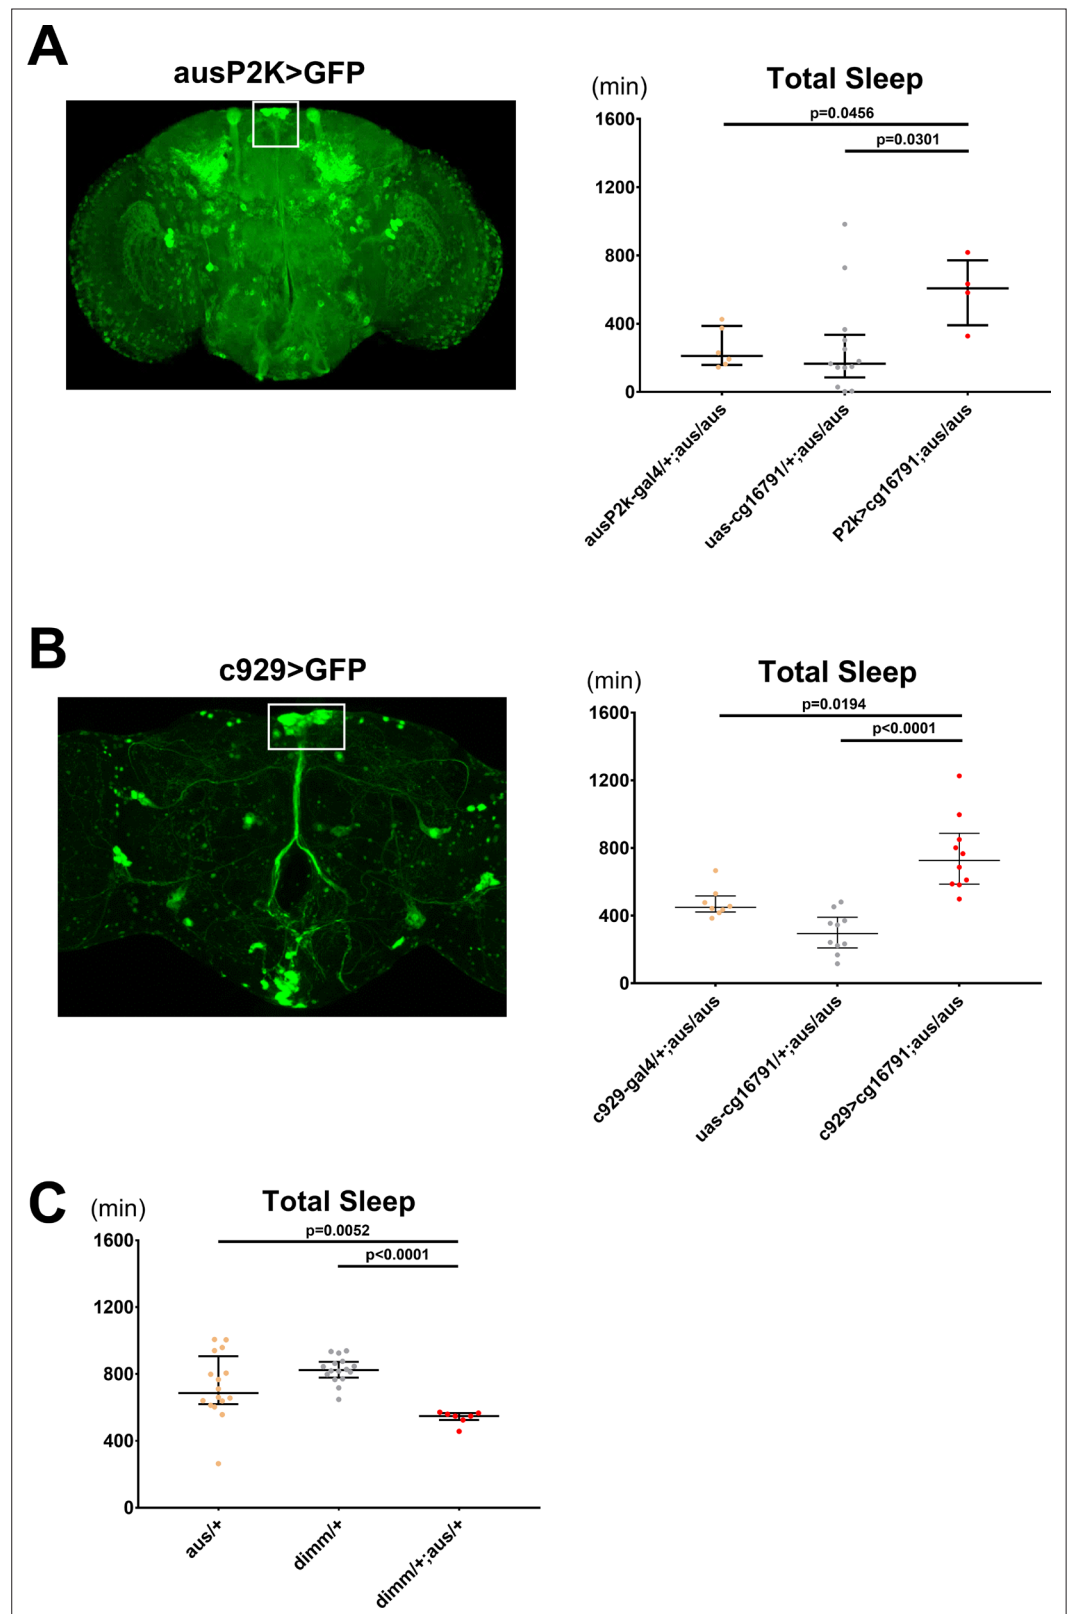 A
ausP2K>GFP
(min)
Total Sleep
p=0.0456
p=0.0301
1600
1200
800
400
0
ausP2k-gal4/+;aus/aus
uas-cg16791/+;aus/aus
P2k>cg16791;aus/aus
B
c929>GFP
(min)
Total Sleep
p=0.0194
p<0.0001
1600
1200
800
400
0
c929-gal4/+;aus/aus
uas-cg16791/+;aus/aus
c929>cg16791;aus/aus
C
(min)
Total Sleep
p=0.0052
p<0.0001
1600
1200
800
400
0
aus/+
dimm/+
dimm/+;aus/+